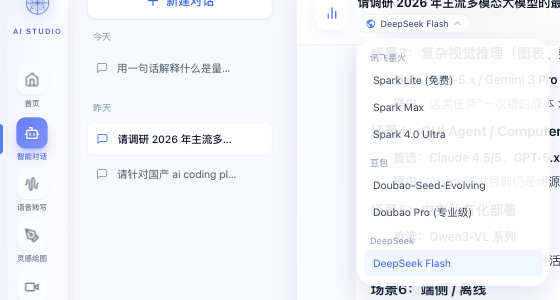 AI STUDIO
首页
智能对话
语音转写
灵感绘图
新建对话
今天
用一句话解释什么是量...
昨天
请调研 2026 年主流多...
请针对国产 ai coding pl...
请调研 2026 年主流多模态大模型的最
DeepSeek Flash
讯飞星火
Spark Lite (免费)
Spark Max
Spark 4.0 Ultra
豆包
Doubao-Seed-Evolving
Doubao Pro (专业级)
DeepSeek
DeepSeek Flash
复杂视觉推理（图表、
-5.x / Gemini 3 Pro
这类任务"一次错的成本
GUI Agent / Computer
首选：Claude 4.5/5、GPT-5.x
首选：Qwen3-VL 系列
场景6：端侧 / 离线